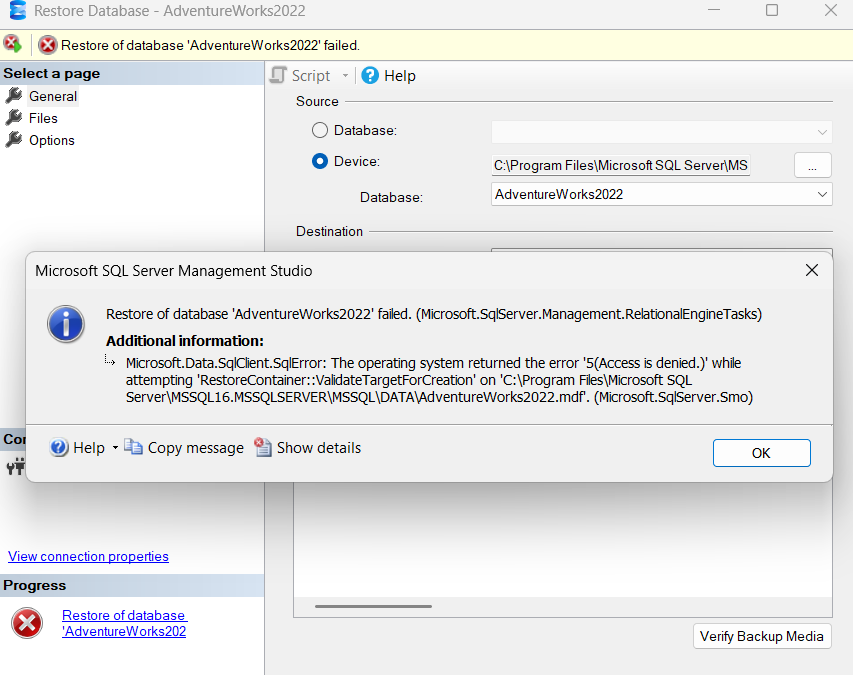 Restore Database - AdventureWorks2022
Restore of database 'AdventureWorks2022' failed.
Select a page
General
Files
Options
Script
Help
Source
Database:
Device:
C:\Program Files\Microsoft SQL Server\MS
...
Database:
AdventureWorks2022
Destination
Microsoft SQL Server Management Studio
Restore of database 'AdventureWorks2022' failed. (Microsoft.SqlServer.Management.RelationalEngineTasks)
Additional information:
Microsoft.Data.SqlClient.SqlError: The operating system returned the error '5(Access is denied.)' while
attempting 'RestoreContainer::ValidateTargetForCreation' on 'C:\Program Files\Microsoft SQL
Server\MSSQL16.MSSQLSERVER\MSSQL\DATA\AdventureWorks2022.mdf'. (Microsoft.SqlServer.Smo)
Help
Copy message
Show details
OK
Con
View connection properties
Progress
Restore of database
'AdventureWorks202
Verify Backup Media